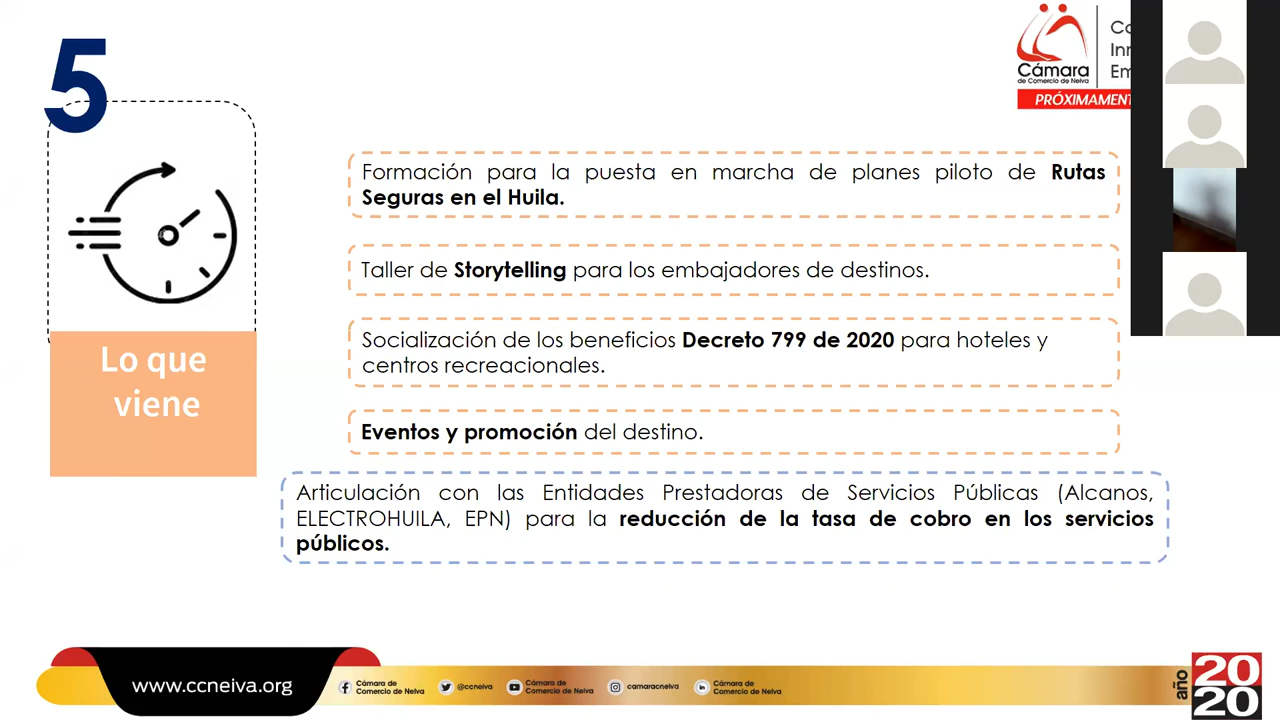 5
Cámara
de Comercio de Neiva
Co
Inn
Em
PRÓXIMAMENT
Formación para la puesta en marcha de planes piloto de Rutas
Seguras en el Huila.
Taller de Storytelling para los embajadores de destinos.
Socialización de los beneficios Decreto 799 de 2020 para hoteles y
centros recreacionales.
Lo que
viene
Eventos y promoción del destino.
Articulación con las Entidades Prestadoras de Servicios Públicas (Alcanos,
ELECTROHUILA, EPN) para la reducción de la tasa de cobro en los servicios
públicos.
www.ccneiva.org
Cámara de
Comercio de Neiva
@ccneiva
Cámara de
Comercio de Neiva
camaracneiva
Cámara de
Comercio de Neiva
año
20
20